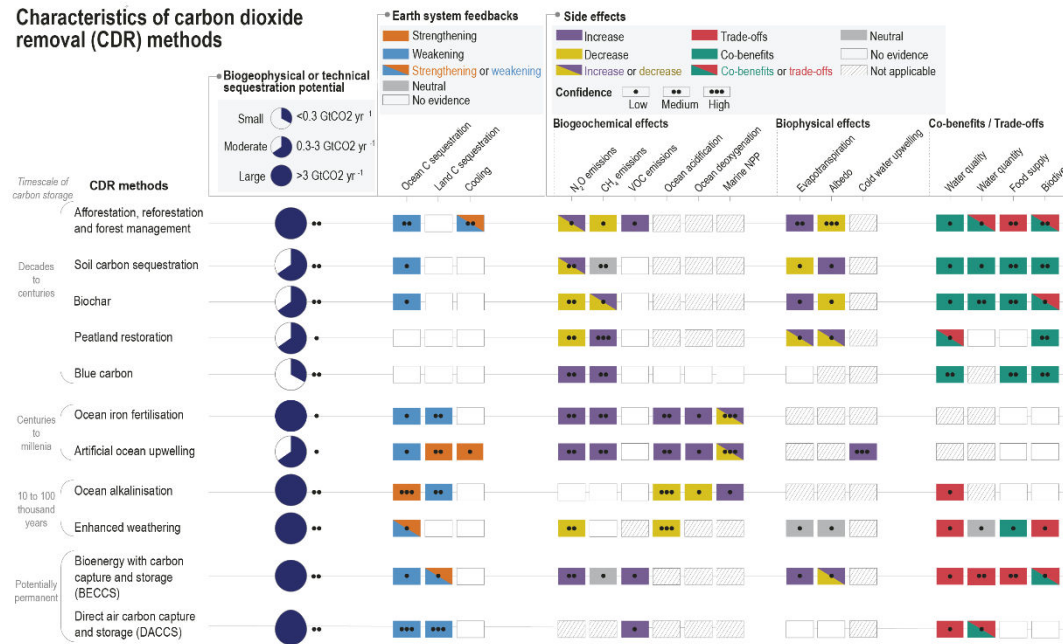 Characteristics of carbon dioxide
removal (CDR) methods
Biogeophysical or technical
sequestration potential
Small <0.3 GtCO2 yr ⁻¹
Moderate 0.3-3 GtCO2 yr ⁻¹
Large >3 GtCO2 yr ⁻¹
Earth system feedbacks
Strengthening
Weakening
Strengthening or weakening
Neutral
No evidence
Side effects
Increase
Decrease
Increase or decrease
Trade-offs
Co-benefits
Co-benefits or trade-offs
Neutral
No evidence
Not applicable
Confidence
Low
Medium
High
Biogeochemical effects
Biophysical effects
Co-benefits / Trade-offs
Ocean C sequestration
Land C sequestration
Cooling
N₂O emissions
CH₄ emissions
VOC emissions
Ocean acidification
Ocean deoxygenation
Marine NPP
Evapotranspiration
Albedo
Cold water upwelling
Water quality
Water quantity
Food supply
Timescale of
carbon storage
CDR methods
Afforestation, reforestation
and forest management
Decades
to
centuries
Soil carbon sequestration
Biochar
Peatland restoration
Blue carbon
Centuries
to
millenia
Ocean iron fertilisation
Artificial ocean upwelling
10 to 100
thousand
years
Ocean alkalinisation
Enhanced weathering
Potentially
permanent
Bioenergy with carbon
capture and storage
(BECCS)
Direct air carbon capture
and storage (DACCS)